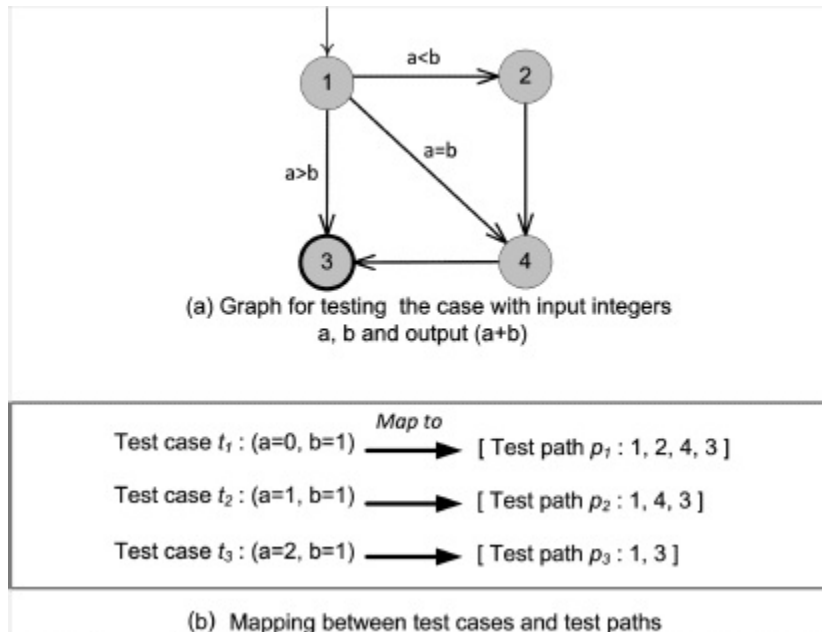 1
a<b
2
a=b
a>b
3
4
(a) Graph for testing the case with input integers
a, b and output (a+b)
Map to
Test case t1 : (a=0, b=1) [ Test path p1 : 1, 2, 4, 3 ]
Test case t2 : (a=1, b=1) [ Test path p2 : 1, 4, 3 ]
Test case t3 : (a=2, b=1) [ Test path p3 : 1, 3 ]
(b) Mapping between test cases and test paths